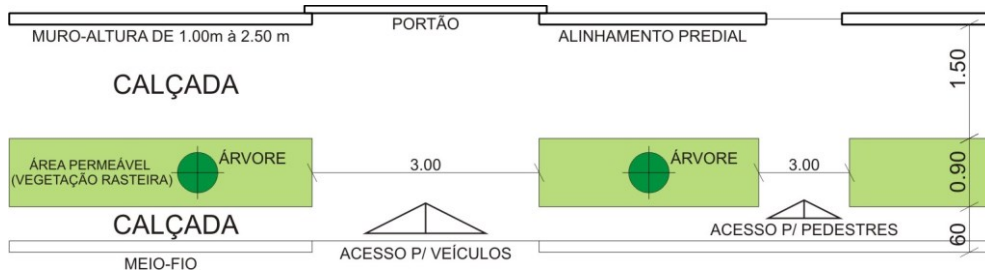 MURO-ALTURA DE 1.00m à 2.50 m
PORTÃO
ALINHAMENTO PREDIAL
CALÇADA
1.50
ÁREA PERMEÁVEL
(VEGETAÇÃO RASTEIRA)
ÁRVORE
3.00
ÁRVORE
3.00
0.90
CALÇADA
ACESSO P/ VEÍCULOS
ACESSO P/ PEDESTRES
60
MEIO-FIO